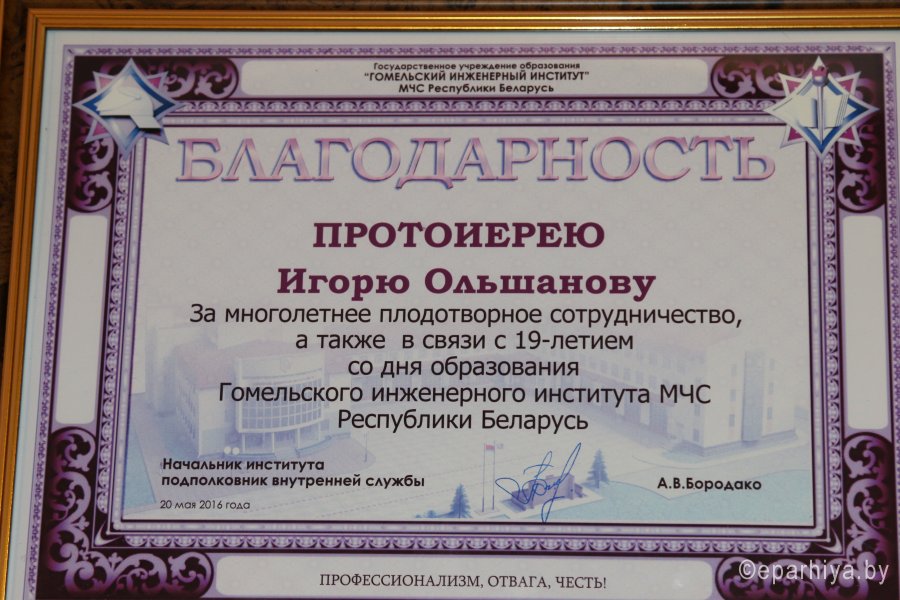 Государственное учреждение образования
"ГОМЕЛЬСКИЙ ИНЖЕНЕРНЫЙ ИНСТИТУТ"
МЧС Республики Беларусь
БЛАГОДАРНОСТЬ
ПРОТОИЕРЕЮ
Игорю Ольшанову
За многолетнее плодотворное сотрудничество,
а также в связи с 19-летием
со дня образования
Гомельского инженерного института МЧС
Республики Беларусь
Начальник института
подполковник внутренней службы
А.В.Бородако
20 мая 2016 года
ПРОФЕССИОНАЛИЗМ, ОТВАГА, ЧЕСТЬ!
©eparhiya.by